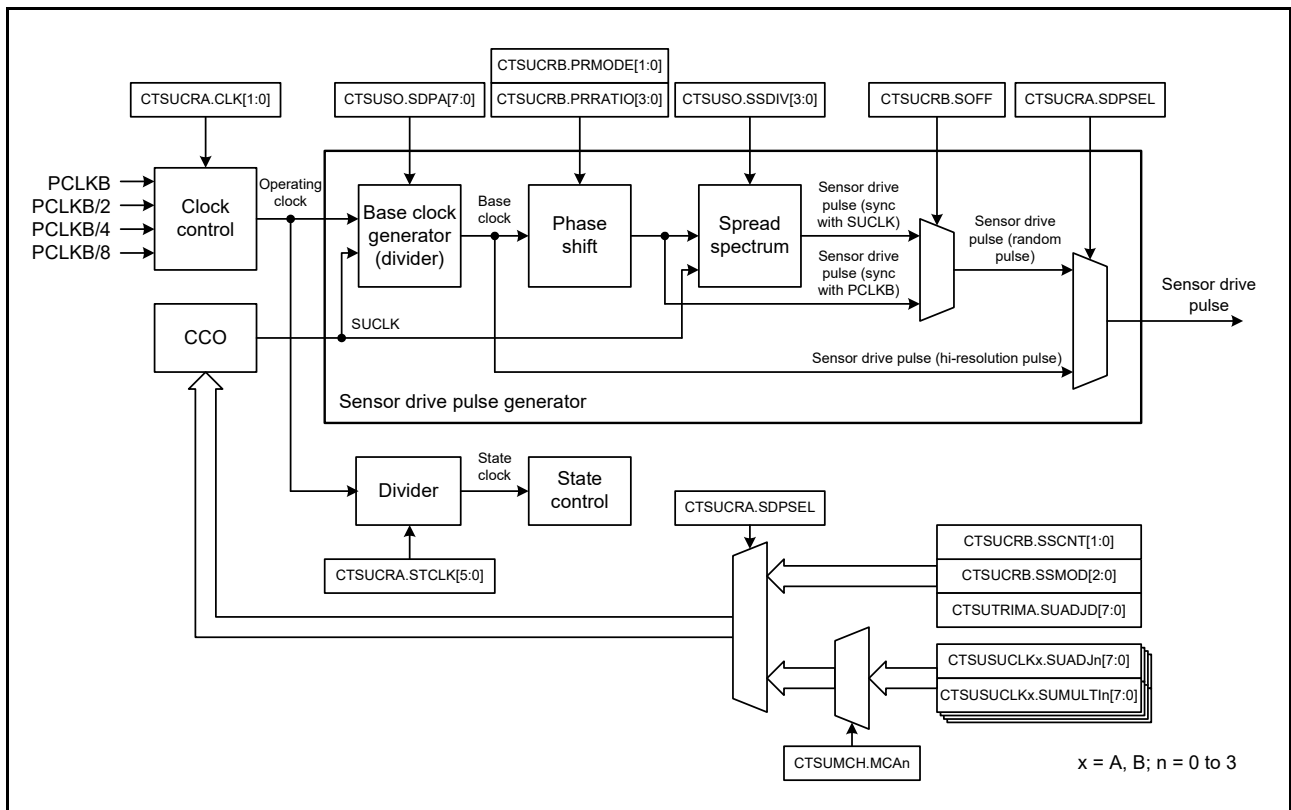 CTSUCRB.PRMODE[1:0]
CTSUCRA.CLK[1:0]
CTSUSO.SDPA[7:0]
CTSUCRB.PRRATIO[3:0]
CTSUSO.SSDIV[3:0]
CTSUCRB.SOFF
CTSUCRA.SDPSEL
PCLKB
PCLKB/2
PCLKB/4
PCLKB/8
Clock
control
Operating
clock
Base clock
generator
(divider)
Base
clock
Phase
shift
Spread
spectrum
Sensor drive
pulse (sync
with SUCLK)
Sensor drive
pulse (sync
with PCLKB)
Sensor drive
pulse (random
pulse)
Sensor drive
pulse
CCO
SUCLK
Sensor drive pulse (hi-resolution pulse)
Sensor drive pulse generator
Divider
State
clock
State
control
CTSUCRA.STCLK[5:0]
CTSUCRA.SDPSEL
CTSUCRB.SSCNT[1:0]
CTSUCRB.SSMOD[2:0]
CTSUTRIMA.SUADJD[7:0]
CTSUSUCLKx.SUADJn[7:0]
CTSUSUCLKx.SUMULTIn[7:0]
CTSUMCH.MCAn
x = A, B; n = 0 to 3